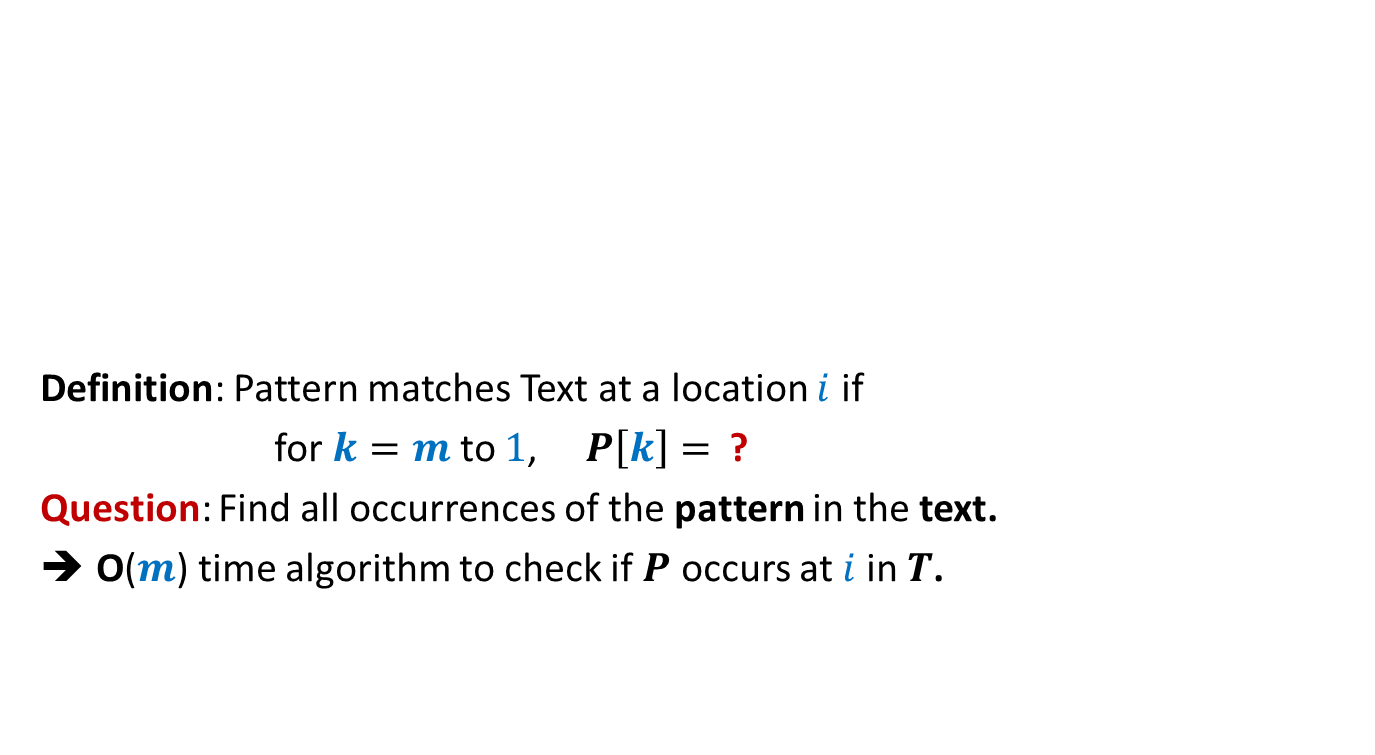 Definition: Pattern matches Text at a location i if
for k = m to 1, P[k] = ?
Question: Find all occurrences of the pattern in the text.
➔ O(m) time algorithm to check if P occurs at i in T.